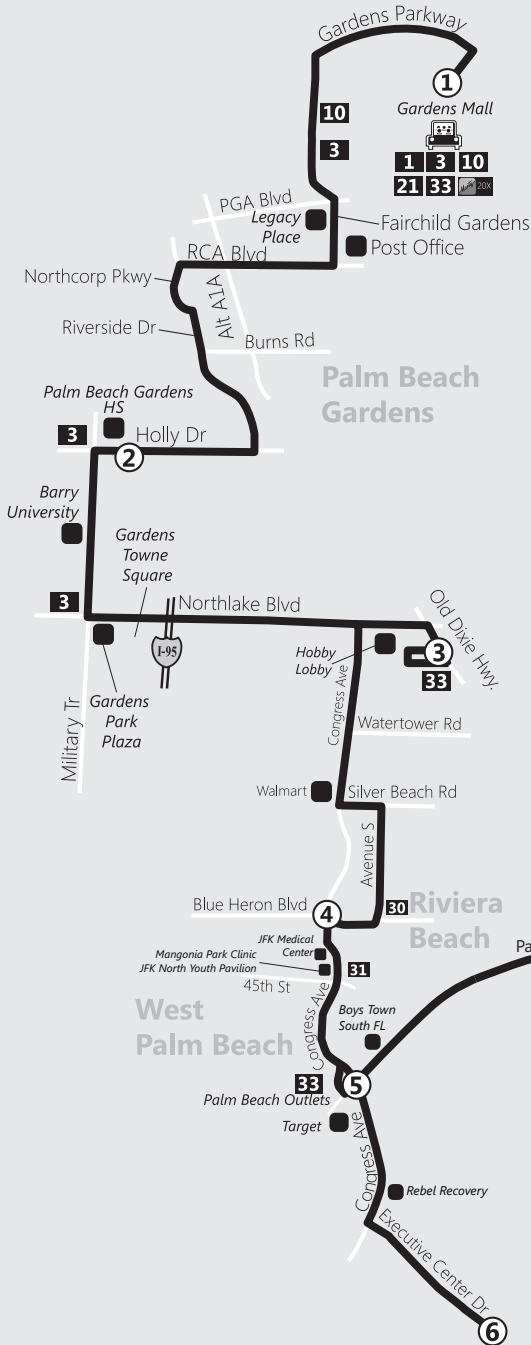 Gardens Parkway
1
Gardens Mall
10
3
1 3 10
21 33 20X
PGA Blvd
Legacy
Place
Fairchild Gardens
Post Office
RCA Blvd
Northcorp Pkwy
Alt A1A
Riverside Dr
Burns Rd
Palm Beach
Gardens
Palm Beach Gardens
HS
3
Holly Dr
2
Barry
University
Gardens
Towne
Square
3
Northlake Blvd
Old Dixie Hwy.
I-95
Hobby
Lobby
3
33
Gardens
Park
Plaza
Military Tr
Congress Ave
Watertower Rd
Walmart
Silver Beach Rd
Avenue S
Blue Heron Blvd
4
30
Riviera
Beach
JFK Medical
Center
Mangonia Park Clinic
JFK North Youth Pavilion
31
45th St
West
Palm Beach
Congress Ave
Boys Town
South FL
Pa
33
5
Palm Beach Outlets
Target
Congress Ave
Rebel Recovery
Executive Center Dr
6